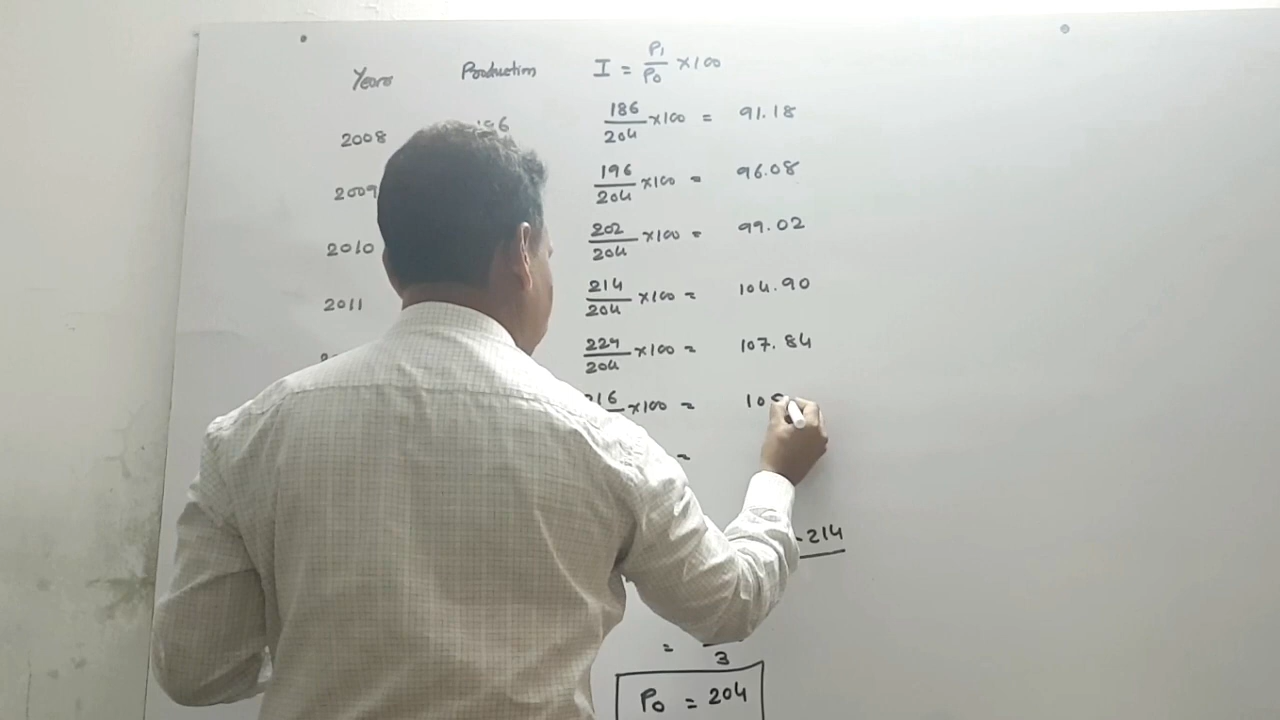 Years Production I = P1/P0 ×100
2008 186/204 ×100 = 91.18
2009 196/204 ×100 = 96.08
2010 202/204 ×100 = 99.02
2011 214/204 ×100 = 104.90
229/204 ×100 = 107.84
216 ×100 = 10
=
214
= 3
P0 = 204